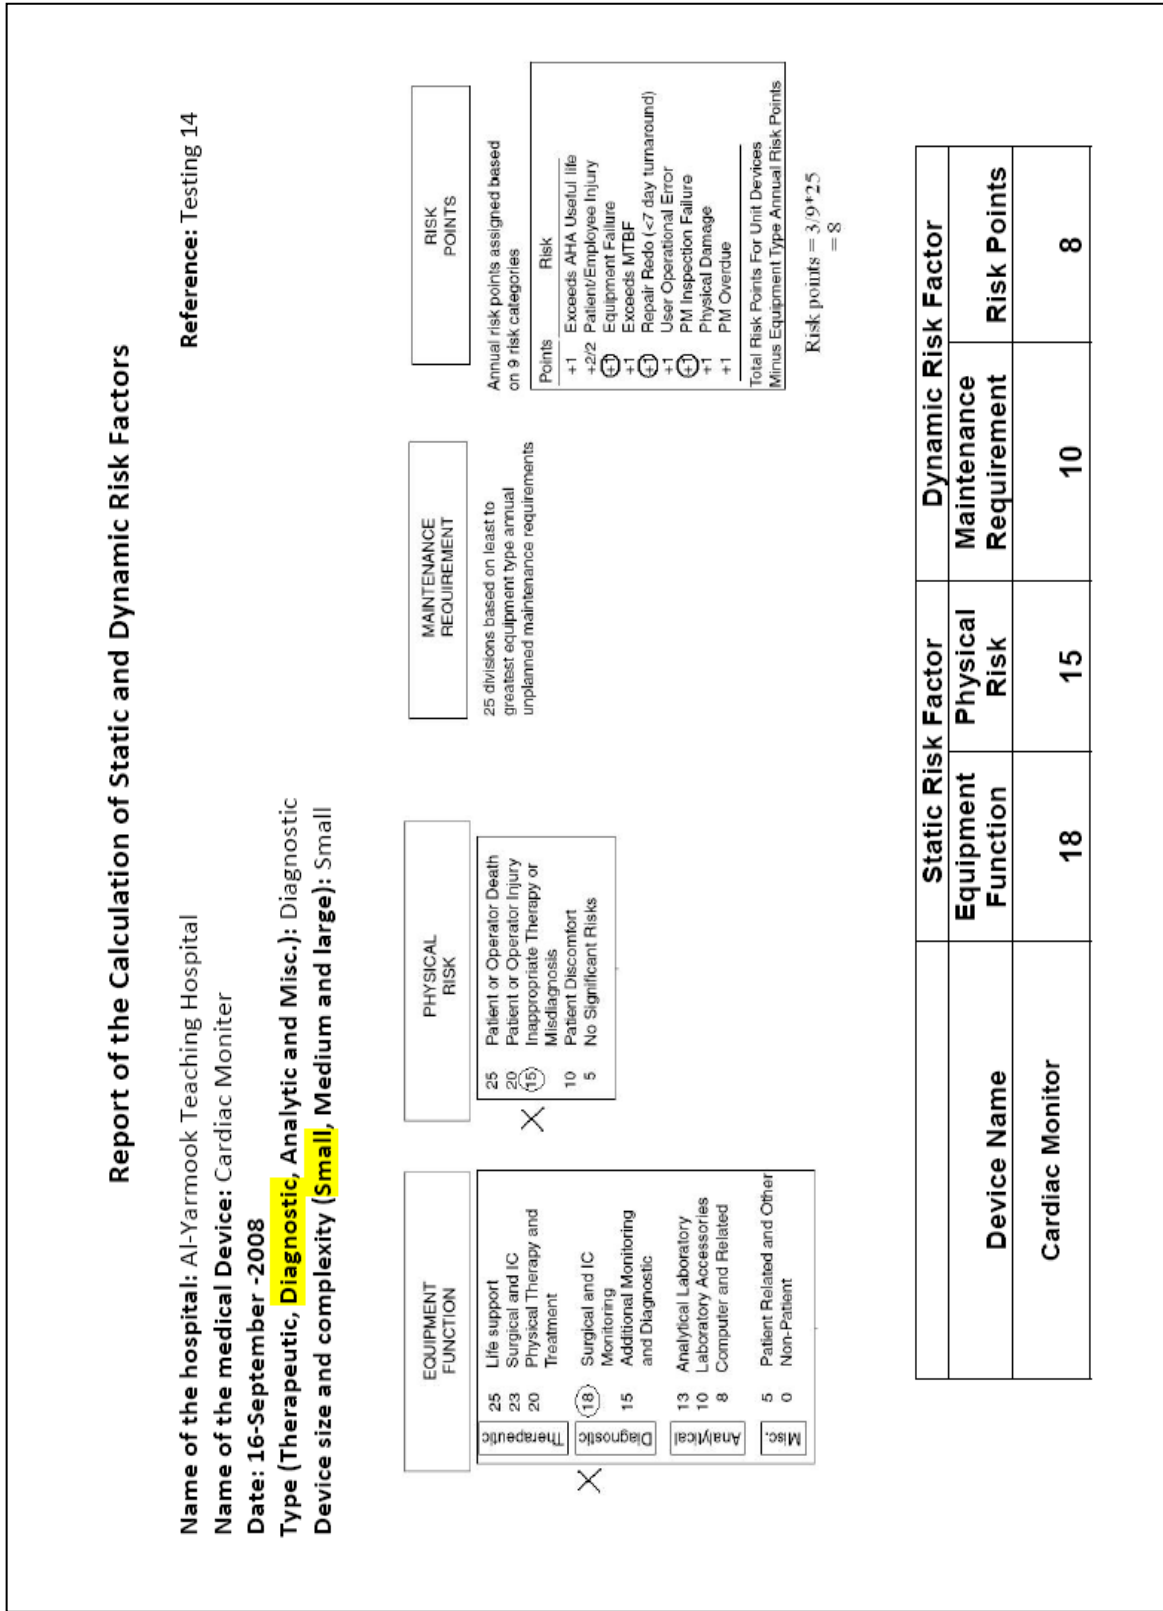 Report of the Calculation of Static and Dynamic Risk Factors
Name of the hospital: Al-Yarmook Teaching Hospital
Reference: Testing 14
Name of the medical Device: Cardiac Moniter
Date: 16-September -2008
Type (Therapeutic, Diagnostic, Analytic and Misc.): Diagnostic
Device size and complexity (Small, Medium and large): Small
EQUIPMENT
FUNCTION
Therapeutic
25 Life support
23 Surgical and IC
20 Physical Therapy and
Treatment
X
Diagnostic
18 Surgical and IC
Monitoring
15 Additional Monitoring
and Diagnostic
Analytical
13 Analytical Laboratory
10 Laboratory Accessories
8 Computer and Related
Misc.
5 Patient Related and Other
0 Non-Patient
PHYSICAL
RISK
25 Patient or Operator Death
20 Patient or Operator Injury
X 15 Inappropriate Therapy or
Misdiagnosis
10 Patient Discomfort
5 No Significant Risks
MAINTENANCE
REQUIREMENT
25 divisions based on least to
greatest equipment type annual
unplanned maintenance requirements
RISK
POINTS
Annual risk points assigned based
on 9 risk categories
Points Risk
+1 Exceeds AHA Useful life
+2/2 Patient/Employee Injury
+1 Equipment Failure
+1 Exceeds MTBF
+1 Repair Redo (<7 day turnaround)
+1 User Operational Error
+1 PM Inspection Failure
+1 Physical Damage
+1 PM Overdue
Total Risk Points For Unit Devices
Minus Equipment Type Annual Risk Points
Risk points = 3/9*25
= 8
Static Risk Factor Dynamic Risk Factor
Device Name
Equipment
Function
Physical
Risk
Maintenance
Requirement
Risk Points
Cardiac Monitor 18 15 10 8